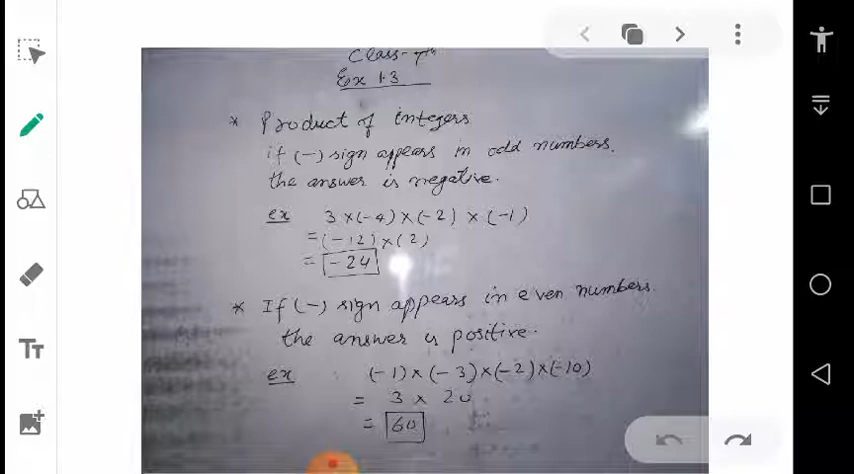 Class-7th
Ex 1.3
* Product of integers
if (-) sign appears in odd numbers.
the answer is negative.
ex 3 × (-4) × (-2) × (-1)
= (-12) × (2)
= -24
* If (-) sign appears in even numbers.
the answer is positive.
ex (-1) × (-3) × (-2) × (-10)
= 3 × 20
= 60
TT